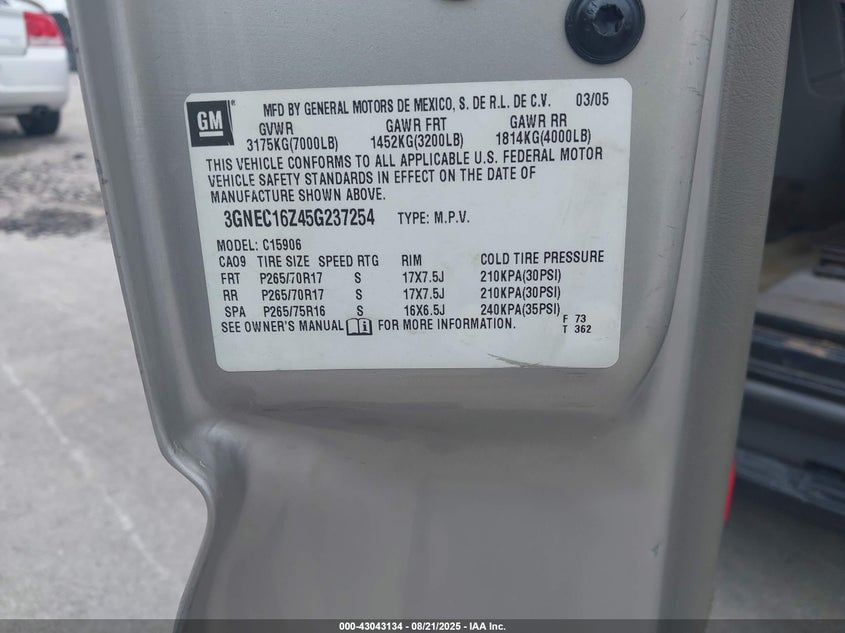 GM
MFD BY GENERAL MOTORS DE MEXICO, S. DE R.L. DE C.V. 03/05
GVWR GAWR FRT GAWR RR
3175KG(7000LB) 1452KG(3200LB) 1814KG(4000LB)
THIS VEHICLE CONFORMS TO ALL APPLICABLE U.S. FEDERAL MOTOR
VEHICLE SAFETY STANDARDS IN EFFECT ON THE DATE OF
MANUFACTURE SHOWN ABOVE.
3GNEC16Z45G237254 TYPE: M.P.V.
MODEL: C15906
CA09 TIRE SIZE SPEED RTG RIM COLD TIRE PRESSURE
FRT P265/70R17 S 17X7.5J 210KPA(30PSI)
RR P265/70R17 S 17X7.5J 210KPA(30PSI)
SPA P265/75R16 S 16X6.5J 240KPA(35PSI)
SEE OWNER'S MANUAL FOR MORE INFORMATION.
F 73
T 362
000-43043134 - 08/21/2025 - IAA Inc.